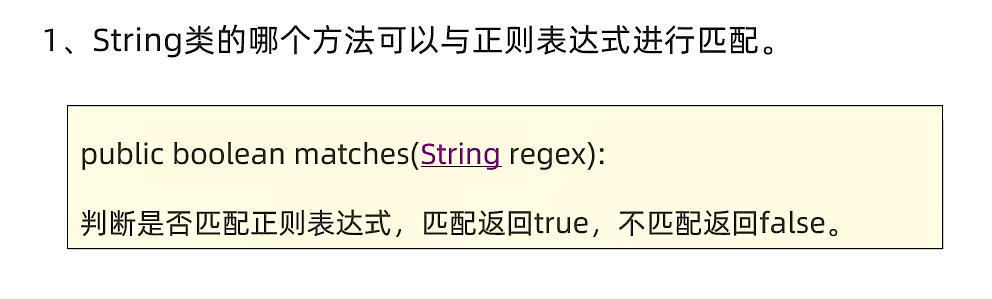 1、String类的哪个方法可以与正则表达式进行匹配。
public boolean matches(String regex):
判断是否匹配正则表达式，匹配返回true，不匹配返回false。